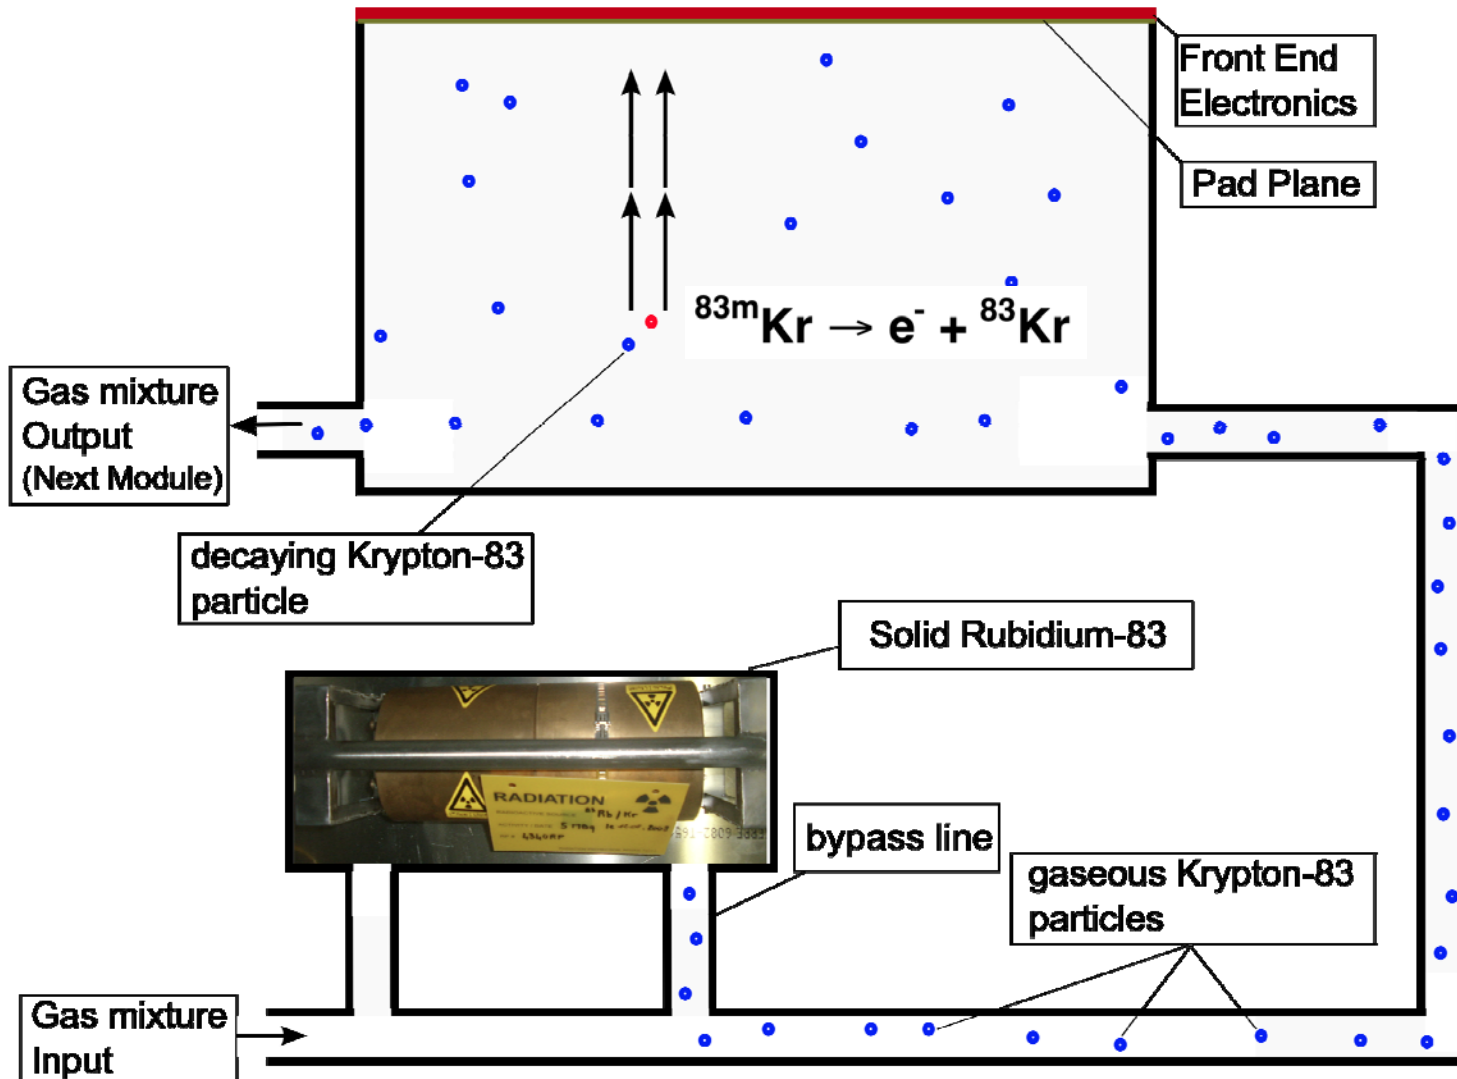 Front End
Electronics
Pad Plane
83mKr → e- + 83Kr
Gas mixture
Output
(Next Module)
decaying Krypton-83
particle
Solid Rubidium-83
RADIATION
bypass line
gaseous Krypton-83
particles
Gas mixture
Input